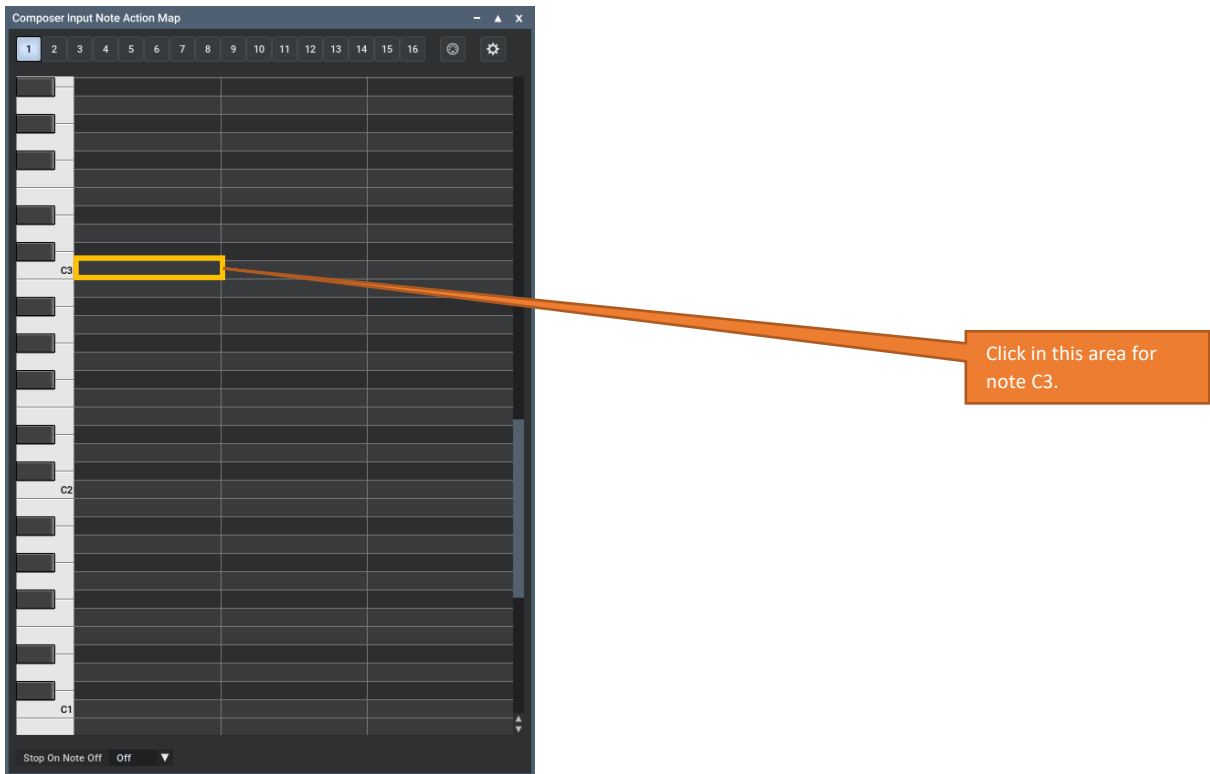 Composer Input Note Action Map
1 2 3 4 5 6 7 8 9 10 11 12 13 14 15 16
C3
Click in this area for
note C3.
C2
C1
Stop On Note Off Off